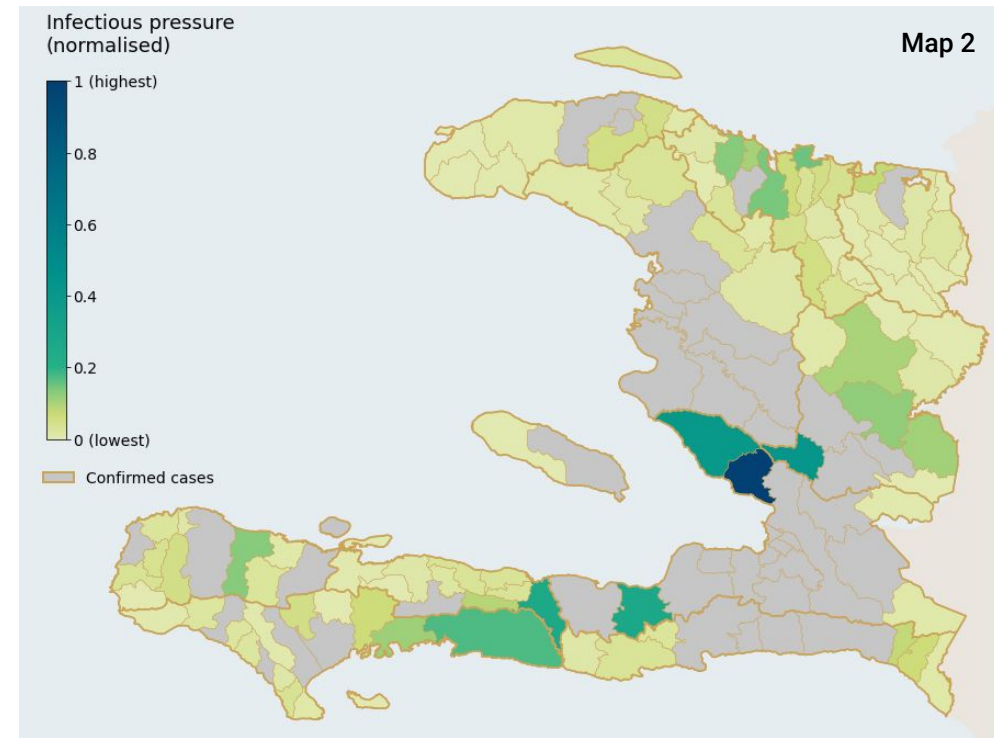 Infectious pressure
(normalised)
Map 2
1 (highest)
0.8
0.6
0.4
0.2
0 (lowest)
Confirmed cases